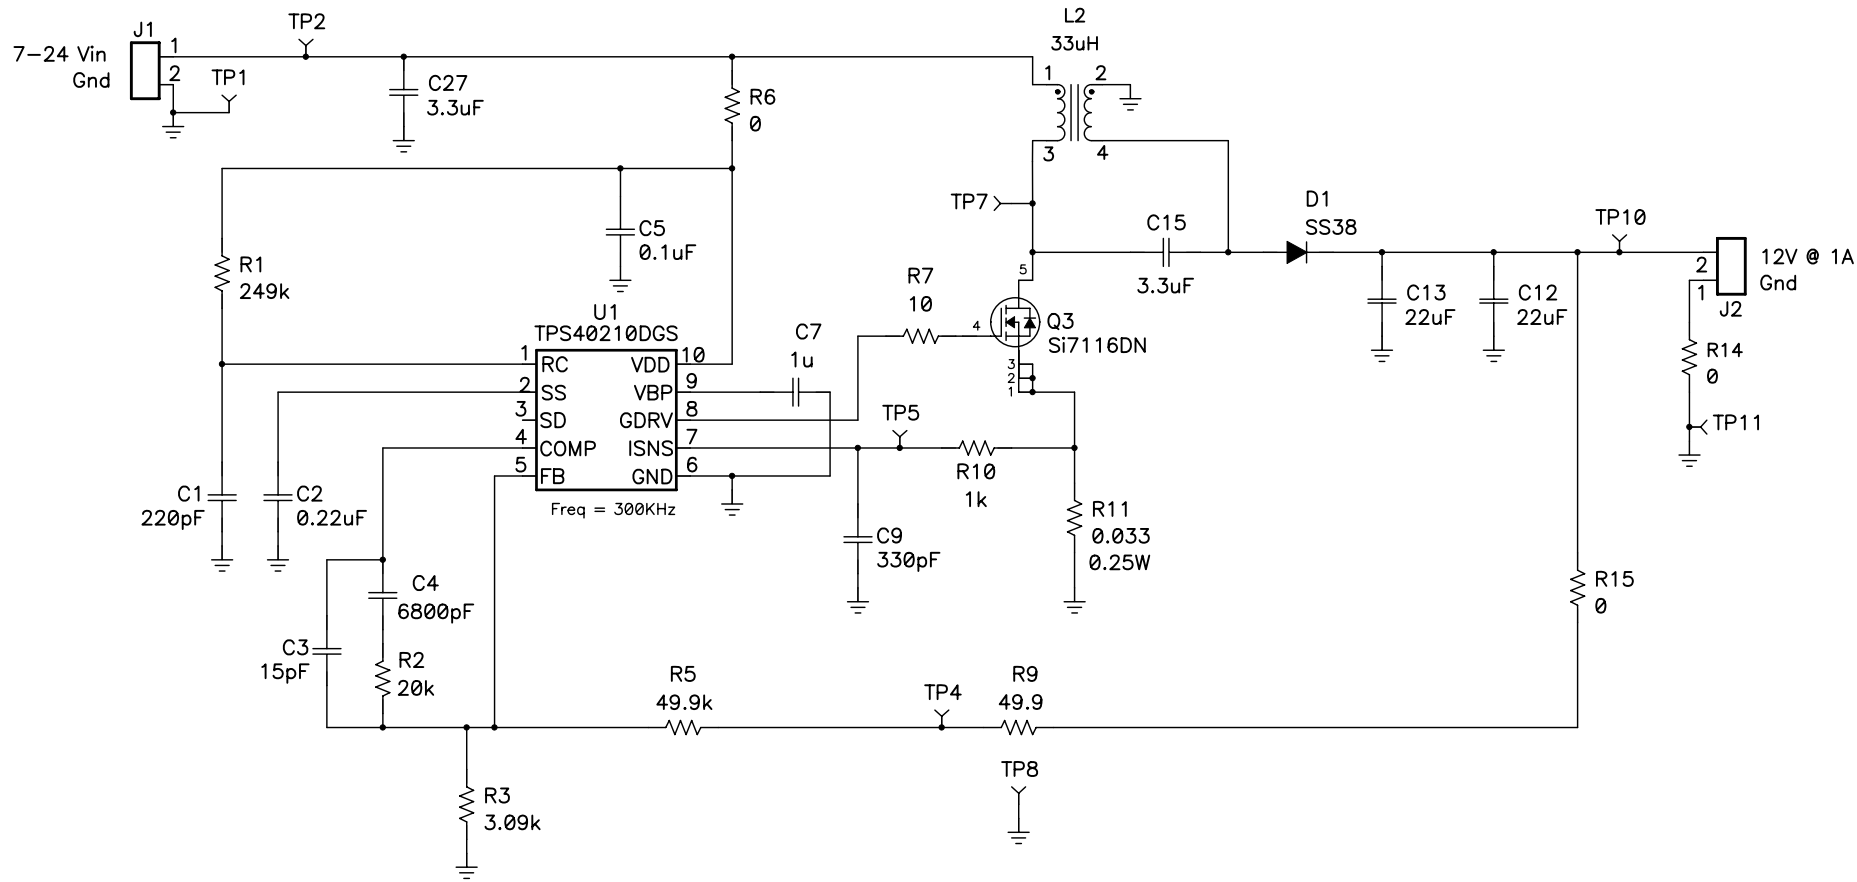 J1
7-24 Vin
Gnd
1
2
TP1
TP2
C27
3.3uF
R6
0
L2
33uH
1
2
3
4
TP7
C5
0.1uF
R1
249k
C15
3.3uF
D1
SS38
TP10
12V @ 1A
Gnd
2
1
J2
R7
10
5
4
Q3
Si7116DN
3
2
1
C13
22uF
C12
22uF
R14
0
TP11
U1
TPS40210DGS
1
RC
2
SS
3
SD
4
COMP
5
FB
VDD
10
VBP
9
GDRV
8
ISNS
7
GND
6
Freq = 300KHz
C7
1u
TP5
R10
1k
R11
0.033
0.25W
C9
330pF
C1
220pF
C2
0.22uF
C4
6800pF
C3
15pF
R2
20k
R15
0
R5
49.9k
TP4
R9
49.9
TP8
R3
3.09k